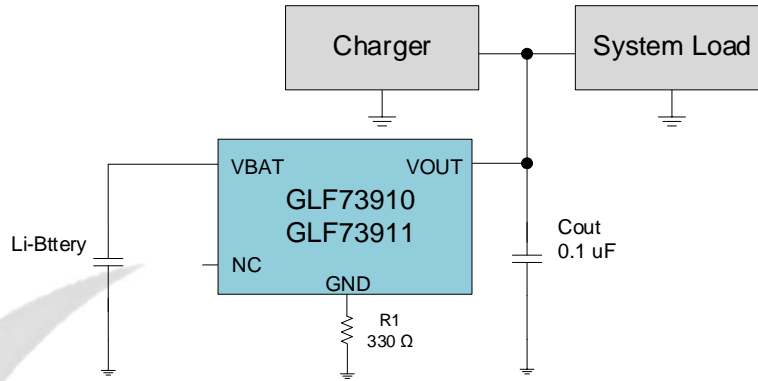 Charger
System Load
VBAT
VOUT
GLF73910
GLF73911
Li-Bttery
NC
GND
Cout
0.1 uF
R1
330 Ω